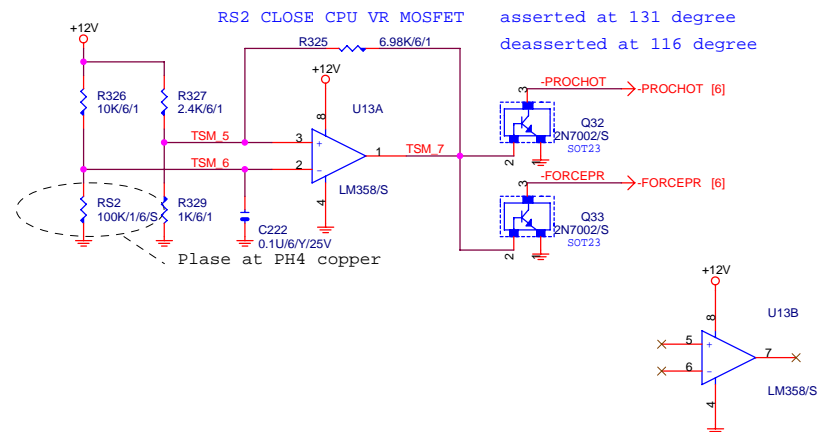 RS2 CLOSE CPU VR MOSFET asserted at 131 degree
deasserted at 116 degree
+12V
R325 6.98K/6/1
R326
10K/6/1
R327
2.4K/6/1
+12V
8
U13A
TSM_5 3 +
TSM_6 2 −
1 TSM_7
LM358/S
4
RS2
100K/1/6/S
R329
1K/6/1
C222
0.1U/6/Y/25V
Plase at PH4 copper
3 -PROCHOT -PROCHOT [6]
Q32
2N7002/S
SOT23
2 1
3 -FORCEPR -FORCEPR [6]
Q33
2N7002/S
SOT23
2 1
+12V
8
U13B
5 +
6 −
7
LM358/S
4